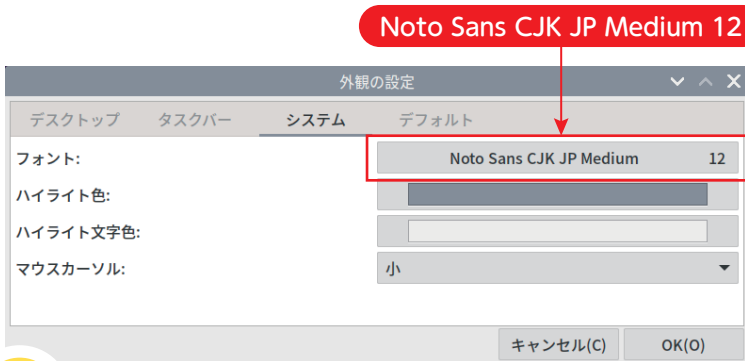 Noto Sans CJK JP Medium 12
外観の設定
デスクトップ タスクバー システム デフォルト
フォント: Noto Sans CJK JP Medium 12
ハイライト色:
ハイライト文字色:
マウスカーソル: 小
キャンセル(C) OK(O)